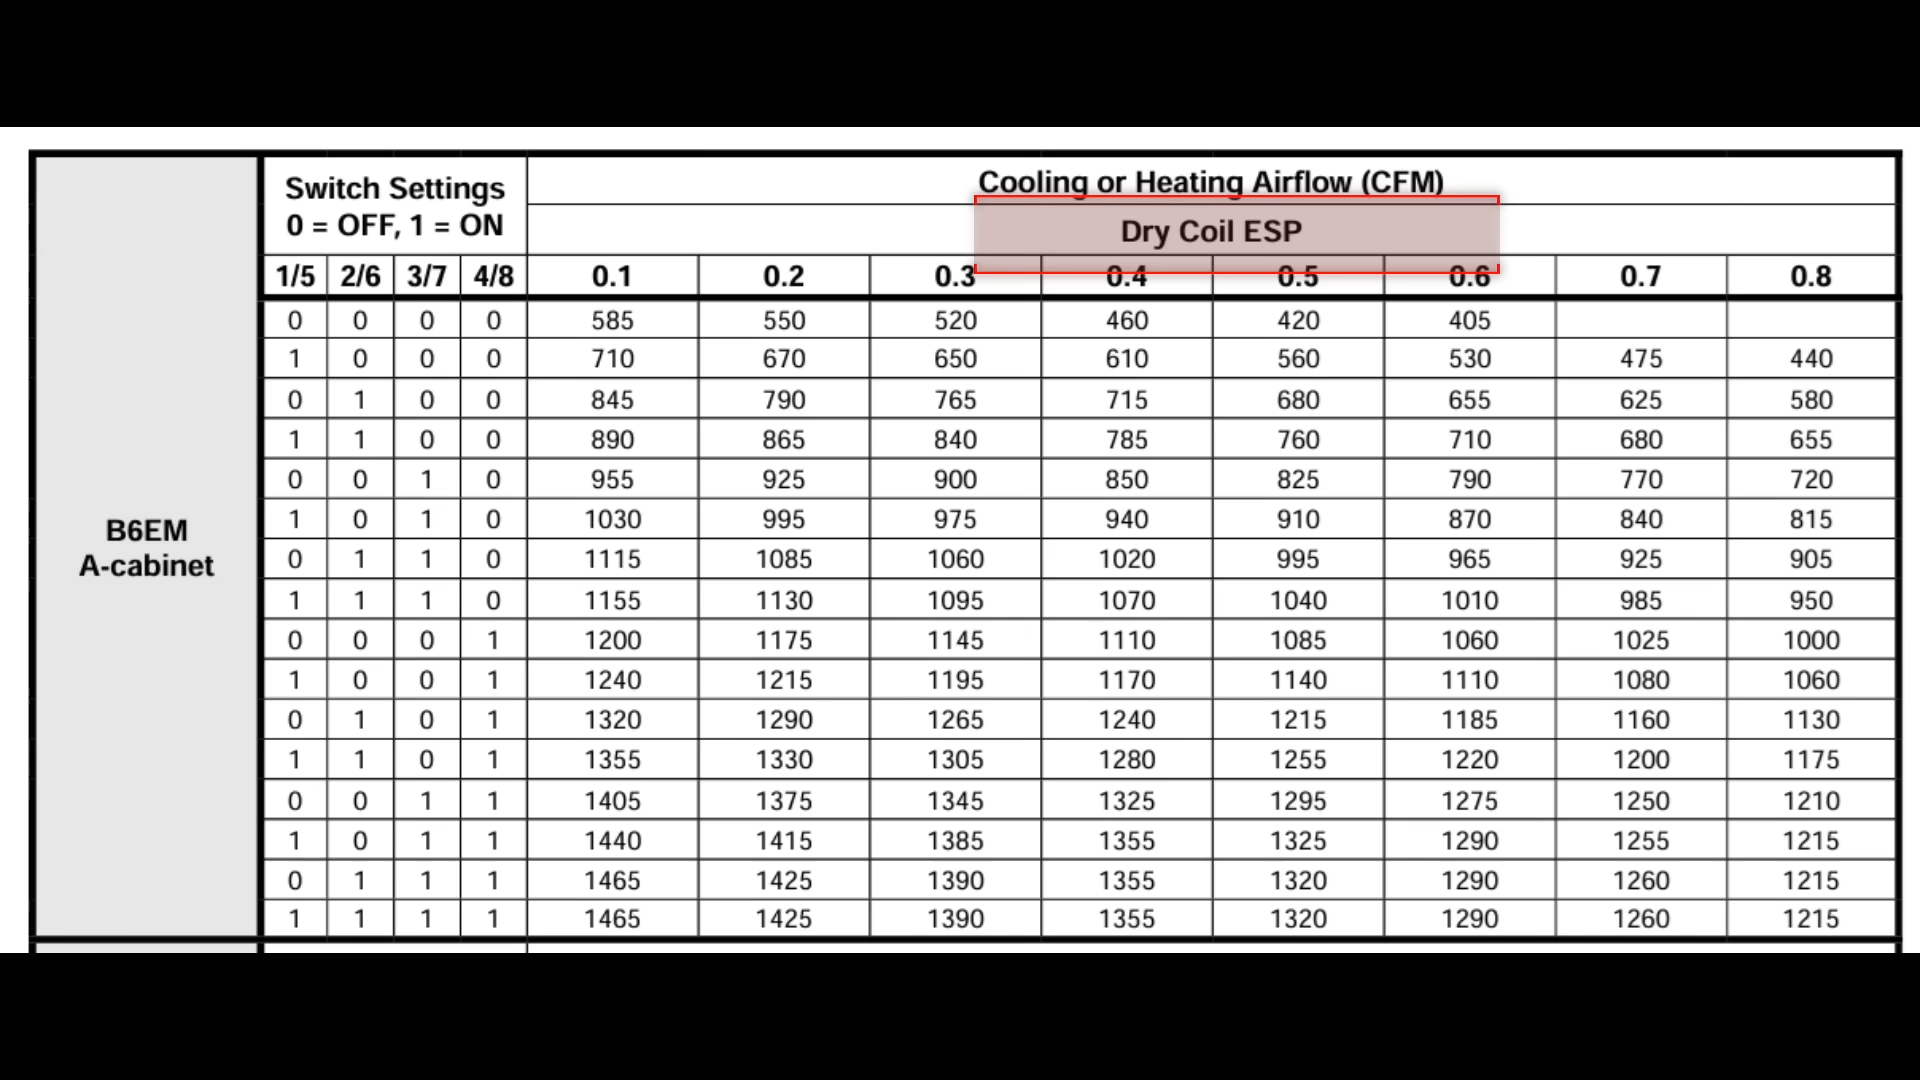 Switch Settings
0 = OFF, 1 = ON
Cooling or Heating Airflow (CFM)
Dry Coil ESP
1/5 2/6 3/7 4/8 0.1 0.2 0.3 0.4 0.5 0.6 0.7 0.8
B6EM
A-cabinet
0 0 0 0 585 550 520 460 420 405
1 0 0 0 710 670 650 610 560 530 475 440
0 1 0 0 845 790 765 715 680 655 625 580
1 1 0 0 890 865 840 785 760 710 680 655
0 0 1 0 955 925 900 850 825 790 770 720
1 0 1 0 1030 995 975 940 910 870 840 815
0 1 1 0 1115 1085 1060 1020 995 965 925 905
1 1 1 0 1155 1130 1095 1070 1040 1010 985 950
0 0 0 1 1200 1175 1145 1110 1085 1060 1025 1000
1 0 0 1 1240 1215 1195 1170 1140 1110 1080 1060
0 1 0 1 1320 1290 1265 1240 1215 1185 1160 1130
1 1 0 1 1355 1330 1305 1280 1255 1220 1200 1175
0 0 1 1 1405 1375 1345 1325 1295 1275 1250 1210
1 0 1 1 1440 1415 1385 1355 1325 1290 1255 1215
0 1 1 1 1465 1425 1390 1355 1320 1290 1260 1215
1 1 1 1 1465 1425 1390 1355 1320 1290 1260 1215